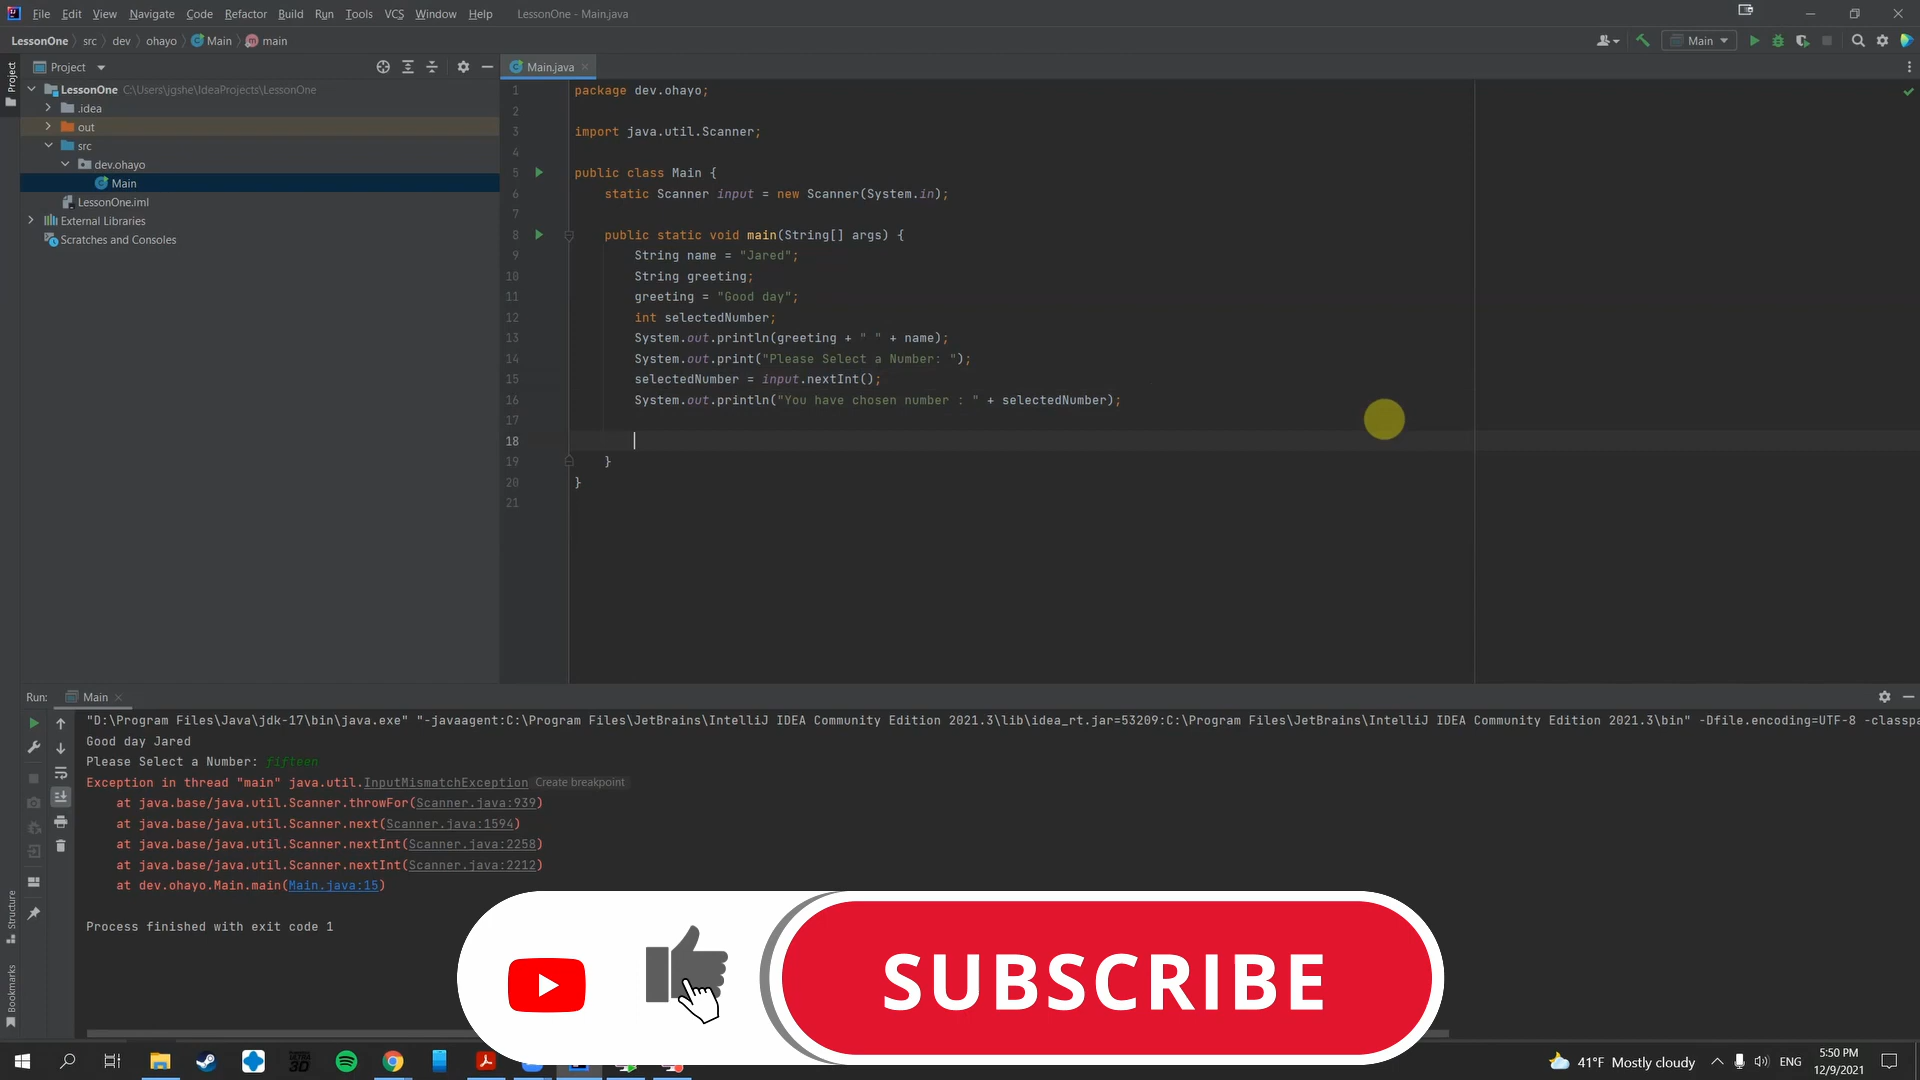 File Edit View Navigate Code Refactor Build Run Tools VCS Window Help LessonOne - Main.java
LessonOne src dev ohayo Main main
Main
Project
Project
LessonOne C:\Users\jgshe\IdeaProjects\LessonOne
.idea
out
src
dev.ohayo
Main
LessonOne.iml
External Libraries
Scratches and Consoles
Main.java
1 package dev.ohayo;
2
3 import java.util.Scanner;
4
5 public class Main {
6 static Scanner input = new Scanner(System.in);
7
8 public static void main(String[] args) {
9 String name = "Jared";
10 String greeting;
11 greeting = "Good day";
12 int selectedNumber;
13 System.out.println(greeting + " " + name);
14 System.out.print("Please Select a Number: ");
15 selectedNumber = input.nextInt();
16 System.out.println("You have chosen number : " + selectedNumber);
17
18
19 }
20 }
21
Run: Main
"D:\Program Files\Java\jdk-17\bin\java.exe" "-javaagent:C:\Program Files\JetBrains\IntelliJ IDEA Community Edition 2021.3\lib\idea_rt.jar=53209:C:\Program Files\JetBrains\IntelliJ IDEA Community Edition 2021.3\bin" -Dfile.encoding=UTF-8 -classpa
Good day Jared
Please Select a Number: fifteen
Exception in thread "main" java.util.InputMismatchException Create breakpoint
at java.base/java.util.Scanner.throwFor(Scanner.java:939)
at java.base/java.util.Scanner.next(Scanner.java:1594)
at java.base/java.util.Scanner.nextInt(Scanner.java:2258)
at java.base/java.util.Scanner.nextInt(Scanner.java:2212)
at dev.ohayo.Main.main(Main.java:15)
Process finished with exit code 1
Structure
Bookmarks
SUBSCRIBE
41°F Mostly cloudy
ENG
5:50 PM
12/9/2021